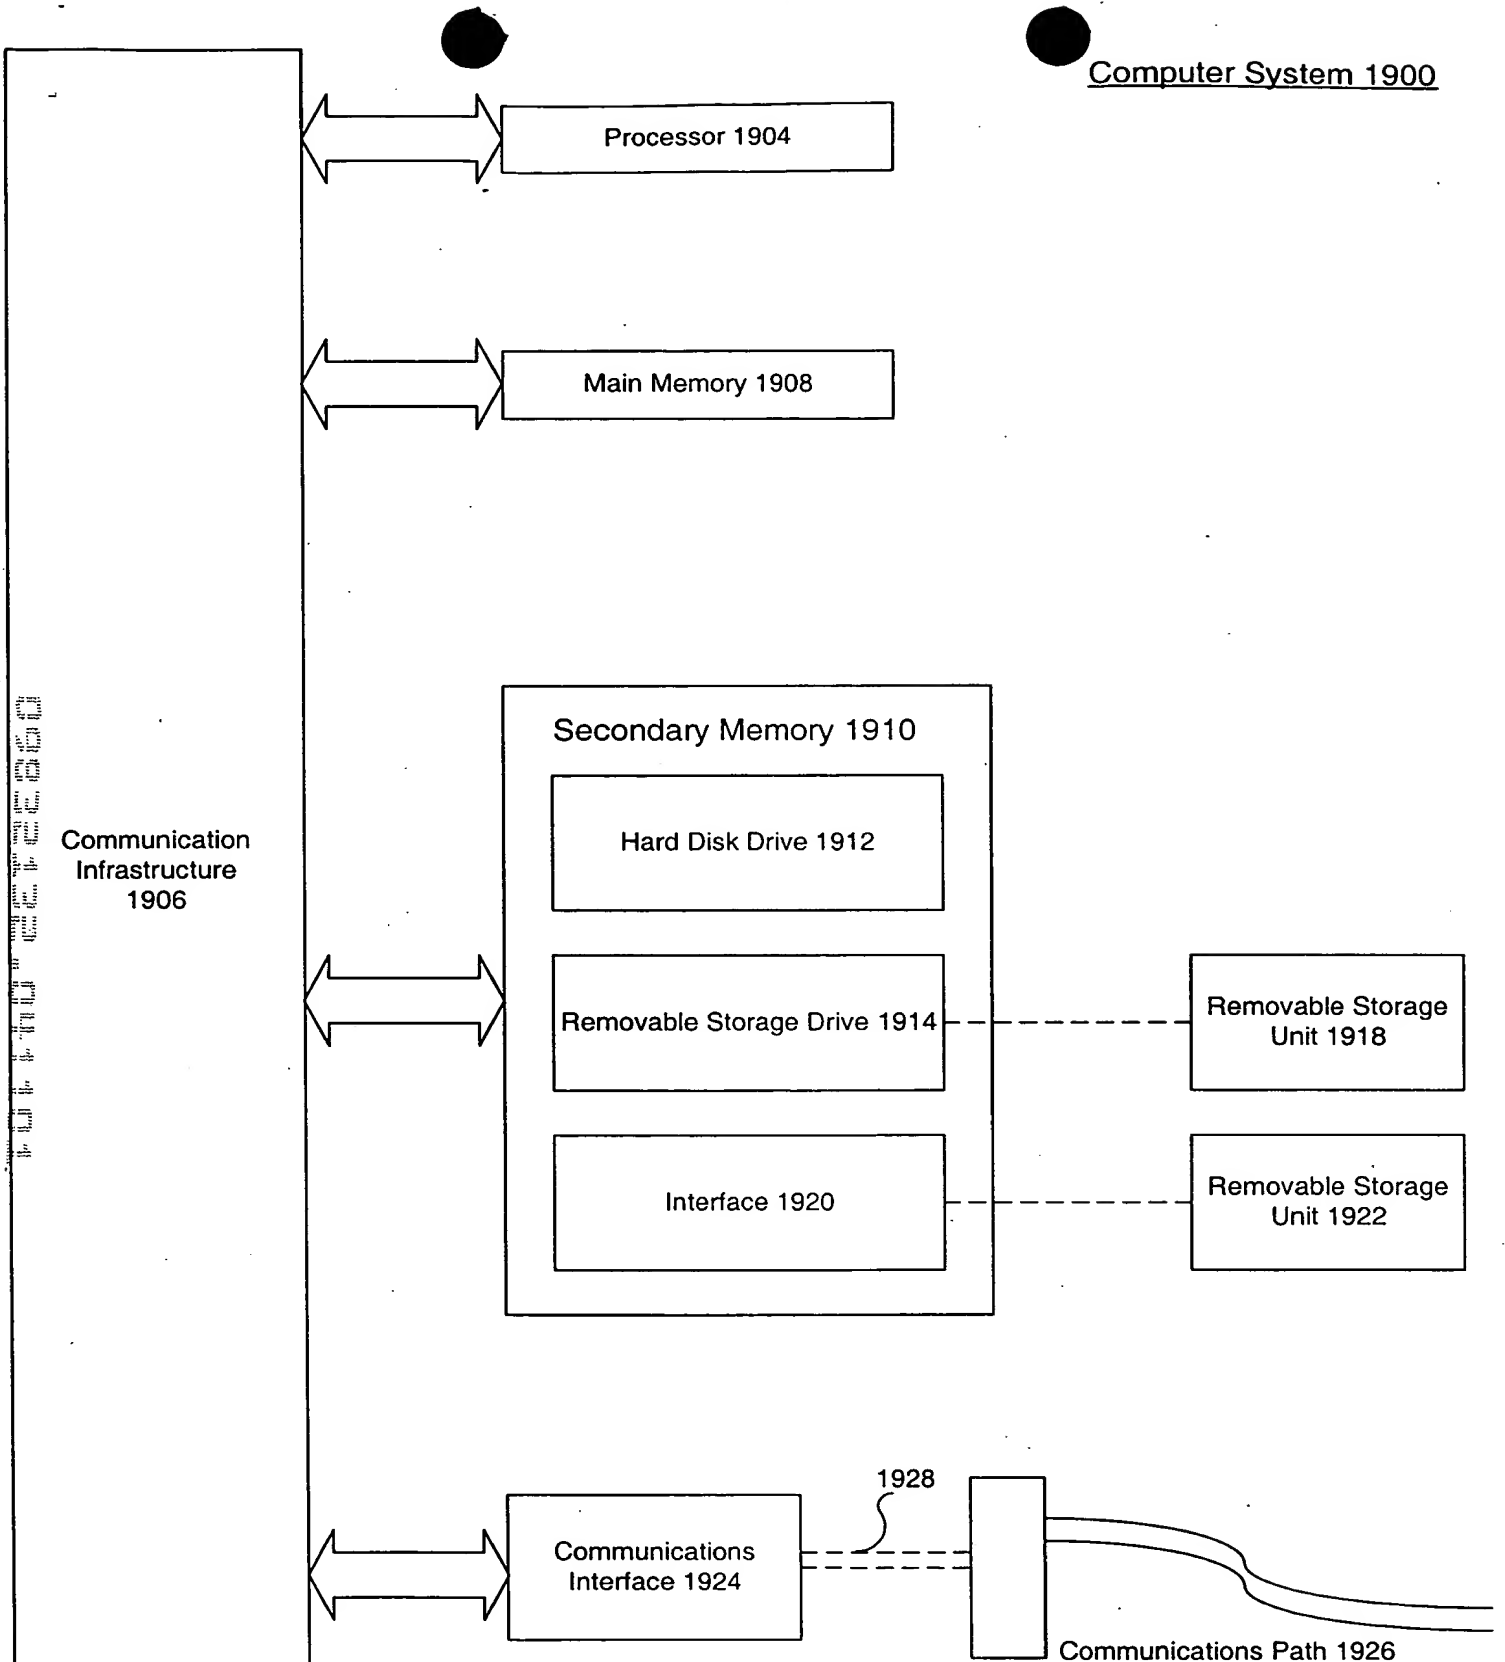 Computer System 1900
Processor 1904
Main Memory 1908
Secondary Memory 1910
Hard Disk Drive 1912
Communication
Infrastructure
1906
Removable Storage Drive 1914
Removable Storage
Unit 1918
Interface 1920
Removable Storage
Unit 1922
1928
Communications
Interface 1924
Communications Path 1926